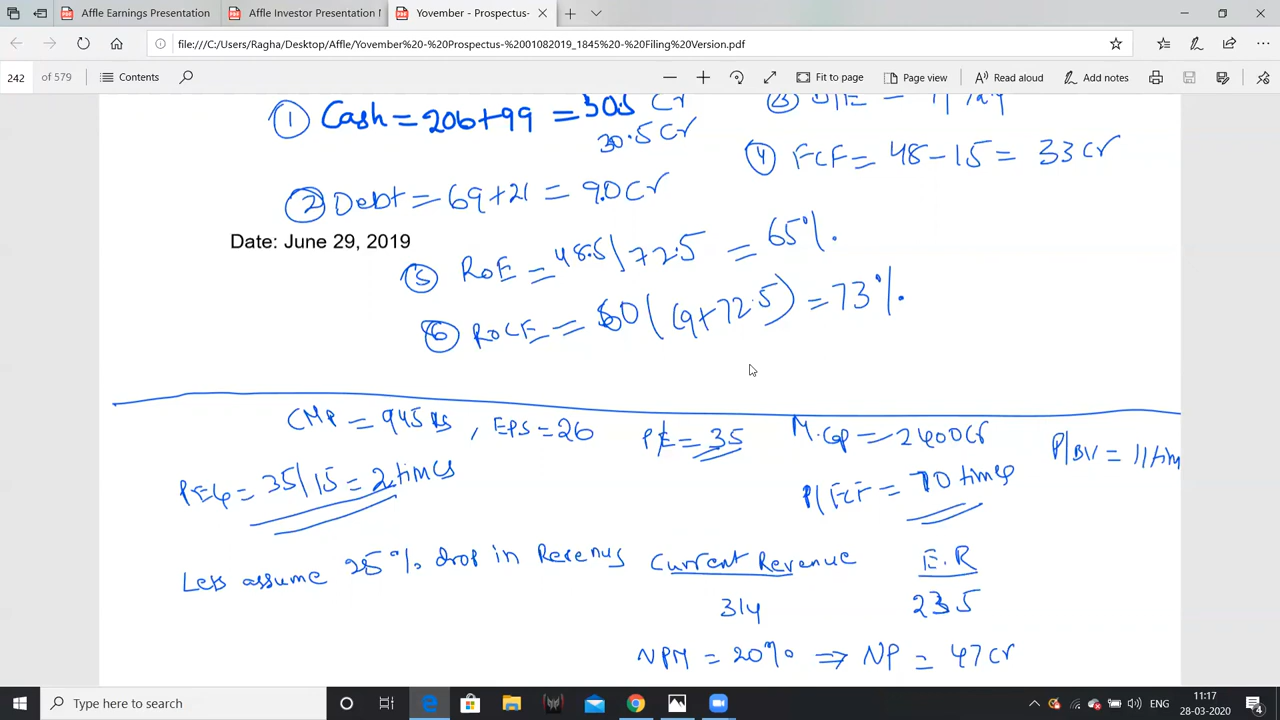 Affle Earnings Presentation
Affle Investor Presentation
Yovember - Prospectus-
file:///C:/Users/Ragha/Desktop/Affle/Yovember%20-%20Prospectus-%2001082019_1845%20-%20Filing%20Version.pdf
242 of 579 Contents Fit to page Page view Read aloud Add notes
① Cash = 206+99 = 30.5 Cr
30.5 Cr
④ FCF = 48-15 = 33 Cr
② Debt = 69+21 = 9.0 Cr
Date: June 29, 2019
⑤ RoE = 48.5/72.5 = 65%.
⑥ RoCE = 60/(9+72.5) = 73%.
CMP = 945 Rs, EPS = 26 P/E = 35 M.Cap = 2400 Cr P/BV = 11 tim
PEG = 35/15 = 2 times P/FCF = 70 times
Less assume 25% drop in Revenus Current Revenue E.R
314 235
NPM = 20% ⇒ NP = 47 Cr
Type here to search
ENG
11:17
28-03-2020
4